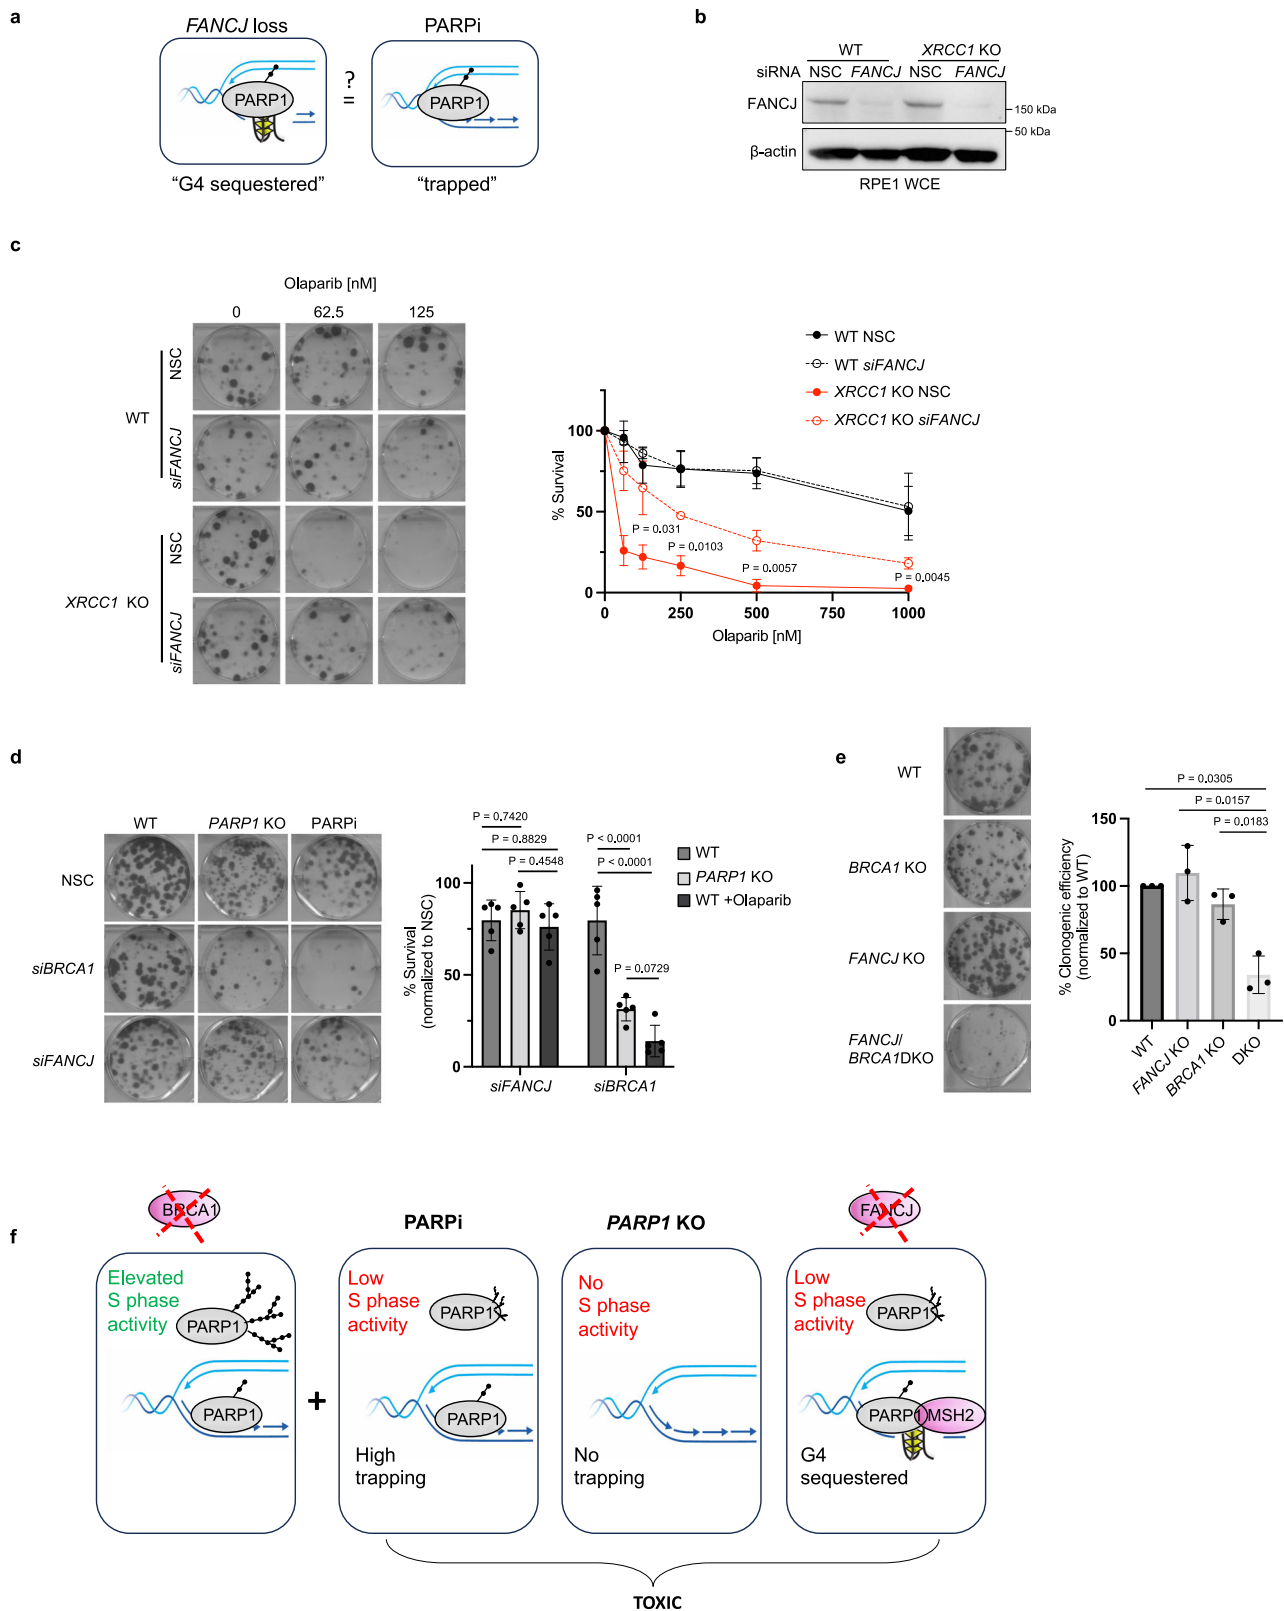 a
FANCJ loss
PARPi
PARP1
?
=
PARP1
“G4 sequestered”
“trapped”
b
WT
XRCC1 KO
siRNA NSC FANCJ NSC FANCJ
FANCJ
150 kDa
50 kDa
β-actin
RPE1 WCE
c
Olaparib [nM]
0 62.5 125
WT
NSC
siFANCJ
XRCC1 KO
NSC
siFANCJ
WT NSC
WT siFANCJ
XRCC1 KO NSC
XRCC1 KO siFANCJ
% Survival
100
50
0
P = 0.031
P = 0.0103
P = 0.0057
P = 0.0045
0 250 500 750 1000
Olaparib [nM]
d
WT PARP1 KO PARPi
NSC
siBRCA1
siFANCJ
% Survival
(normalized to NSC)
100
50
0
P = 0.7420
P = 0.8829
P = 0.4548
P < 0.0001
P < 0.0001
P = 0.0729
WT
PARP1 KO
WT +Olaparib
siFANCJ siBRCA1
e
WT
BRCA1 KO
FANCJ KO
FANCJ/
BRCA1DKO
% Clonogenic efficiency
(normalized to WT)
150
100
50
0
P = 0.0305
P = 0.0157
P = 0.0183
WT
FANCJ KO
BRCA1 KO
DKO
f
BRCA1
Elevated
S phase
activity
PARP1
PARP1
+
PARPi
Low
S phase
activity
PARP1
PARP1
High
trapping
PARP1 KO
No
S phase
activity
No
trapping
FANCJ
Low
S phase
activity
PARP1
PARP1 MSH2
G4
sequestered
TOXIC